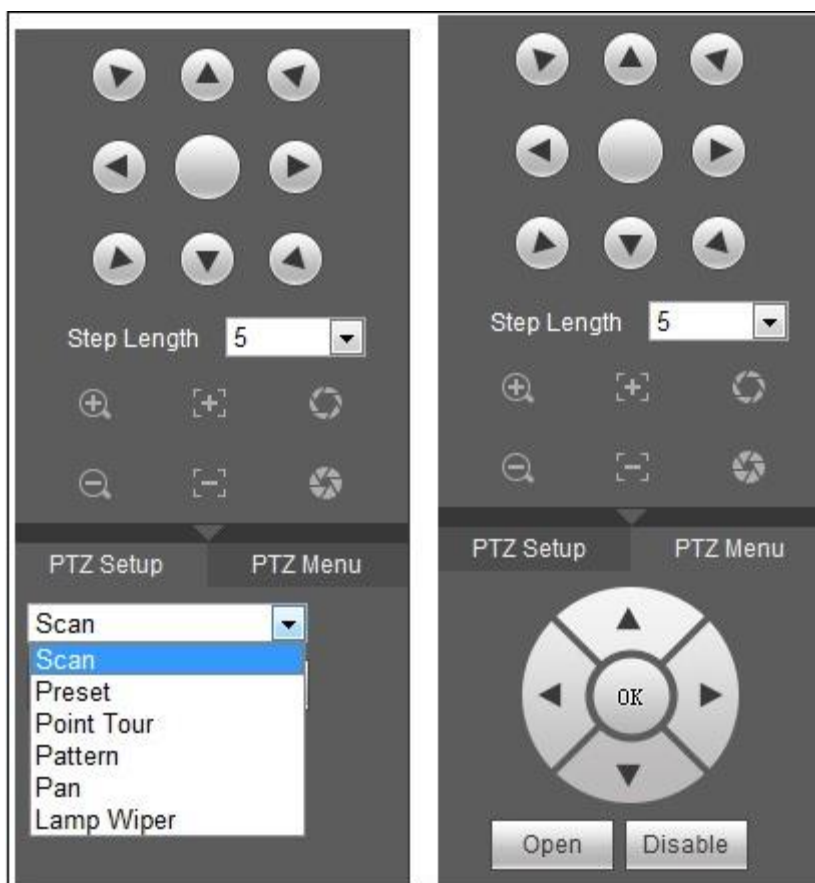 Step Length 5
PTZ Setup PTZ Menu
Scan
Scan
Preset
Point Tour
Pattern
Pan
Lamp Wiper
Step Length 5
PTZ Setup PTZ Menu
OK
Open Disable